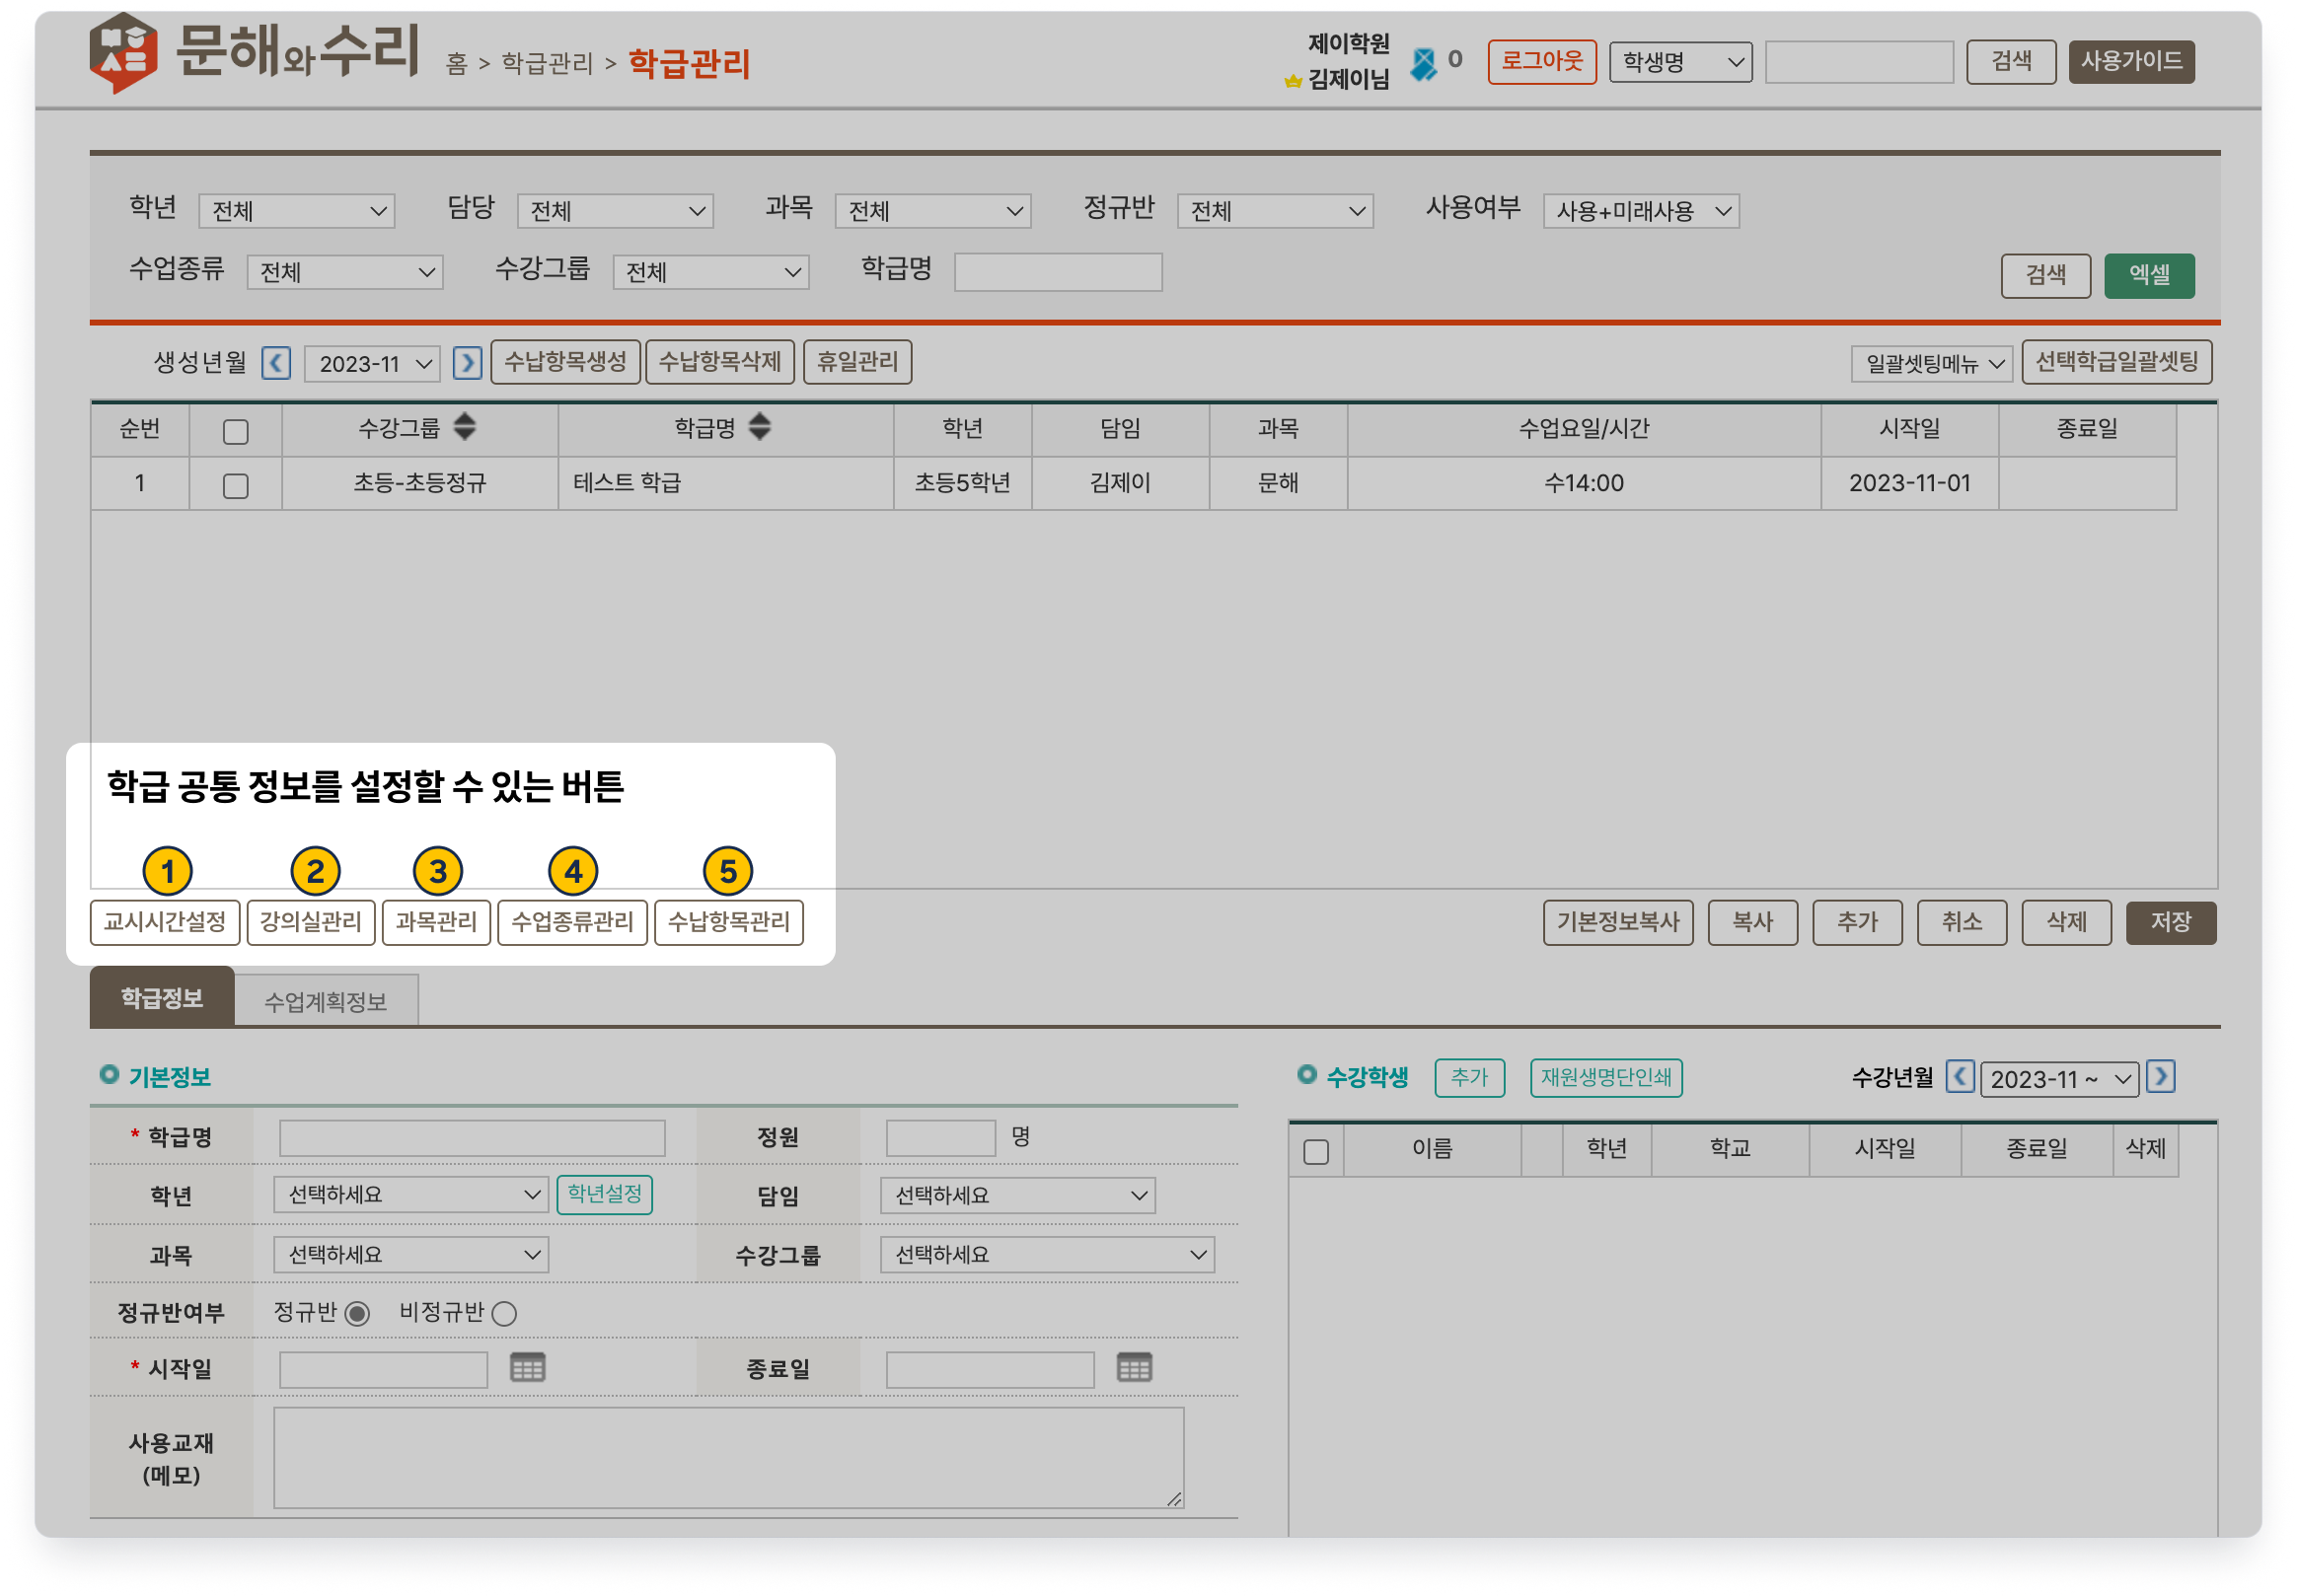 문해와수리 홈 > 학급관리 > 학급관리
제이학원
김제이님 0 로그아웃 학생명 검색 사용가이드
학년 전체 담당 전체 과목 전체 정규반 전체 사용여부 사용+미래사용
수업종류 전체 수강그룹 전체 학급명 검색 엑셀
생성년월 2023-11 수납항목생성 수납항목삭제 휴일관리 일괄셋팅메뉴 선택학급일괄셋팅
순번 수강그룹 학급명 학년 담임 과목 수업요일/시간 시작일 종료일
1 초등-초등정규 테스트 학급 초등5학년 김제이 문해 수14:00 2023-11-01
학급 공통 정보를 설정할 수 있는 버튼
1 2 3 4 5
교시시간설정 강의실관리 과목관리 수업종류관리 수납항목관리 기본정보복사 복사 추가 취소 삭제 저장
학급정보 수업계획정보
기본정보 수강학생 추가 재원생명단인쇄 수강년월 2023-11 ~
* 학급명 정원 명 이름 학년 학교 시작일 종료일 삭제
학년 선택하세요 학년설정 담임 선택하세요
과목 선택하세요 수강그룹 선택하세요
정규반여부 정규반 비정규반
* 시작일 종료일
사용교재
(메모)